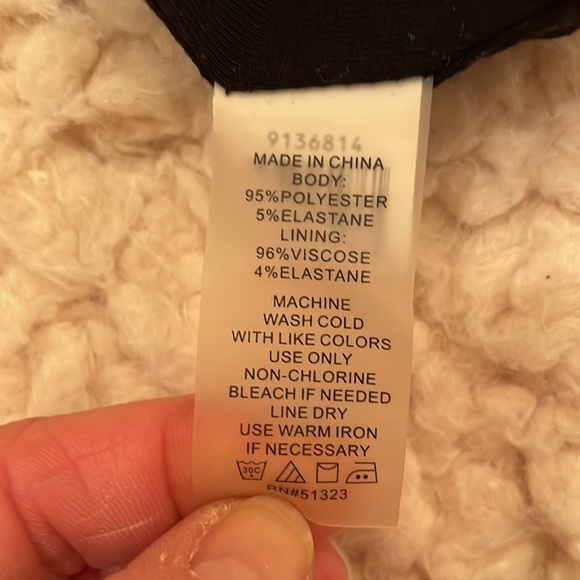 9136814
MADE IN CHINA
BODY:
95%POLYESTER
5%ELASTANE
LINING:
96%VISCOSE
4%ELASTANE
MACHINE
WASH COLD
WITH LIKE COLORS
USE ONLY
NON-CHLORINE
BLEACH IF NEEDED
LINE DRY
USE WARM IRON
IF NECESSARY
30C
RN#51323